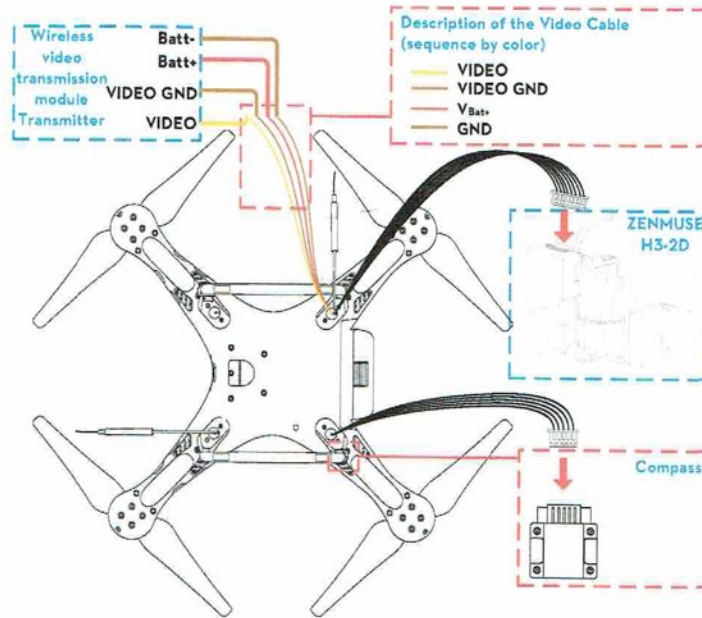 Wireless
video
transmission
module
Transmitter
Batt-
Batt+
VIDEO GND
VIDEO
Description of the Video Cable
(sequence by color)
VIDEO
VIDEO GND
VBat+
GND
ZENMUSE
H3-2D
Compass